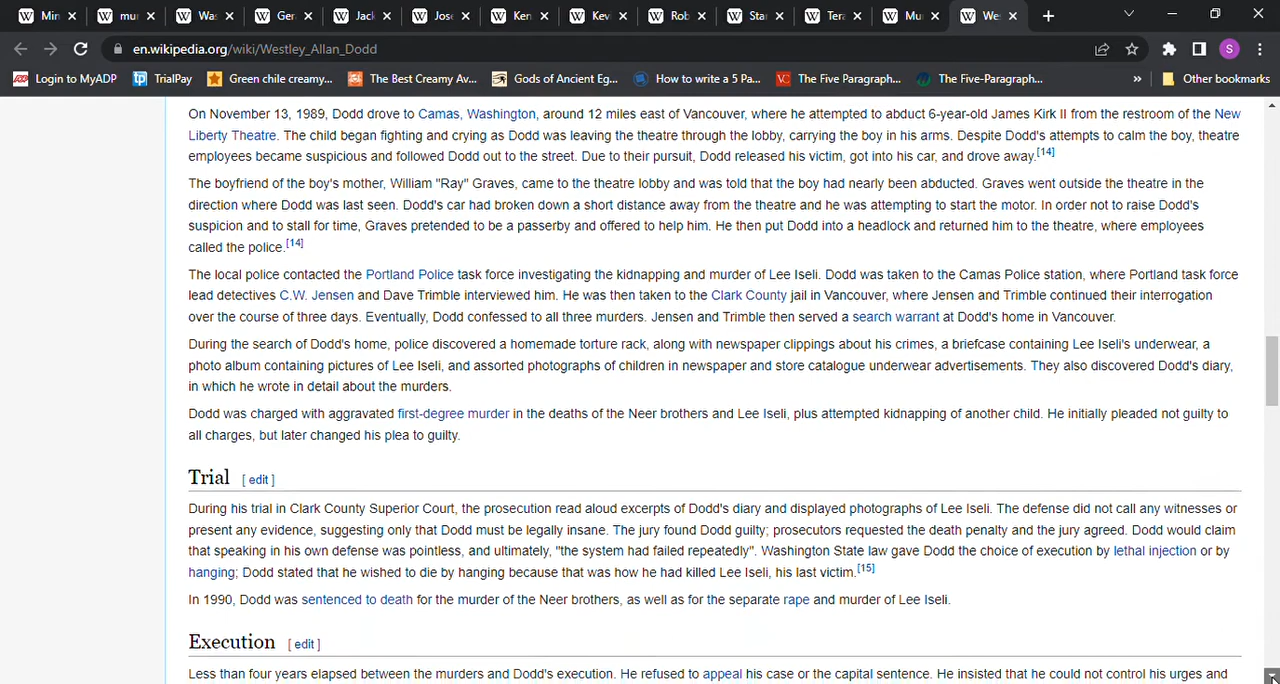 Min
mur
Was
Ger
Jack
Jose
Ken
Kev
Rob
Star
Tera
Mu
Wes
en.wikipedia.org/wiki/Westley_Allan_Dodd
S
Login to MyADP
tp TrialPay
Green chile creamy...
The Best Creamy Av...
Gods of Ancient Eg...
How to write a 5 Pa...
VC The Five Paragraph...
The Five-Paragraph...
» Other bookmarks
On November 13, 1989, Dodd drove to Camas, Washington, around 12 miles east of Vancouver, where he attempted to abduct 6-year-old James Kirk II from the restroom of the New
Liberty Theatre. The child began fighting and crying as Dodd was leaving the theatre through the lobby, carrying the boy in his arms. Despite Dodd's attempts to calm the boy, theatre
employees became suspicious and followed Dodd out to the street. Due to their pursuit, Dodd released his victim, got into his car, and drove away.[14]
The boyfriend of the boy's mother, William "Ray" Graves, came to the theatre lobby and was told that the boy had nearly been abducted. Graves went outside the theatre in the
direction where Dodd was last seen. Dodd's car had broken down a short distance away from the theatre and he was attempting to start the motor. In order not to raise Dodd's
suspicion and to stall for time, Graves pretended to be a passerby and offered to help him. He then put Dodd into a headlock and returned him to the theatre, where employees
called the police.[14]
The local police contacted the Portland Police task force investigating the kidnapping and murder of Lee Iseli. Dodd was taken to the Camas Police station, where Portland task force
lead detectives C.W. Jensen and Dave Trimble interviewed him. He was then taken to the Clark County jail in Vancouver, where Jensen and Trimble continued their interrogation
over the course of three days. Eventually, Dodd confessed to all three murders. Jensen and Trimble then served a search warrant at Dodd's home in Vancouver.
During the search of Dodd's home, police discovered a homemade torture rack, along with newspaper clippings about his crimes, a briefcase containing Lee Iseli's underwear, a
photo album containing pictures of Lee Iseli, and assorted photographs of children in newspaper and store catalogue underwear advertisements. They also discovered Dodd's diary,
in which he wrote in detail about the murders.
Dodd was charged with aggravated first-degree murder in the deaths of the Neer brothers and Lee Iseli, plus attempted kidnapping of another child. He initially pleaded not guilty to
all charges, but later changed his plea to guilty.
Trial [ edit ]
During his trial in Clark County Superior Court, the prosecution read aloud excerpts of Dodd's diary and displayed photographs of Lee Iseli. The defense did not call any witnesses or
present any evidence, suggesting only that Dodd must be legally insane. The jury found Dodd guilty; prosecutors requested the death penalty and the jury agreed. Dodd would claim
that speaking in his own defense was pointless, and ultimately, "the system had failed repeatedly". Washington State law gave Dodd the choice of execution by lethal injection or by
hanging; Dodd stated that he wished to die by hanging because that was how he had killed Lee Iseli, his last victim.[15]
In 1990, Dodd was sentenced to death for the murder of the Neer brothers, as well as for the separate rape and murder of Lee Iseli.
Execution [ edit ]
Less than four years elapsed between the murders and Dodd's execution. He refused to appeal his case or the capital sentence. He insisted that he could not control his urges and